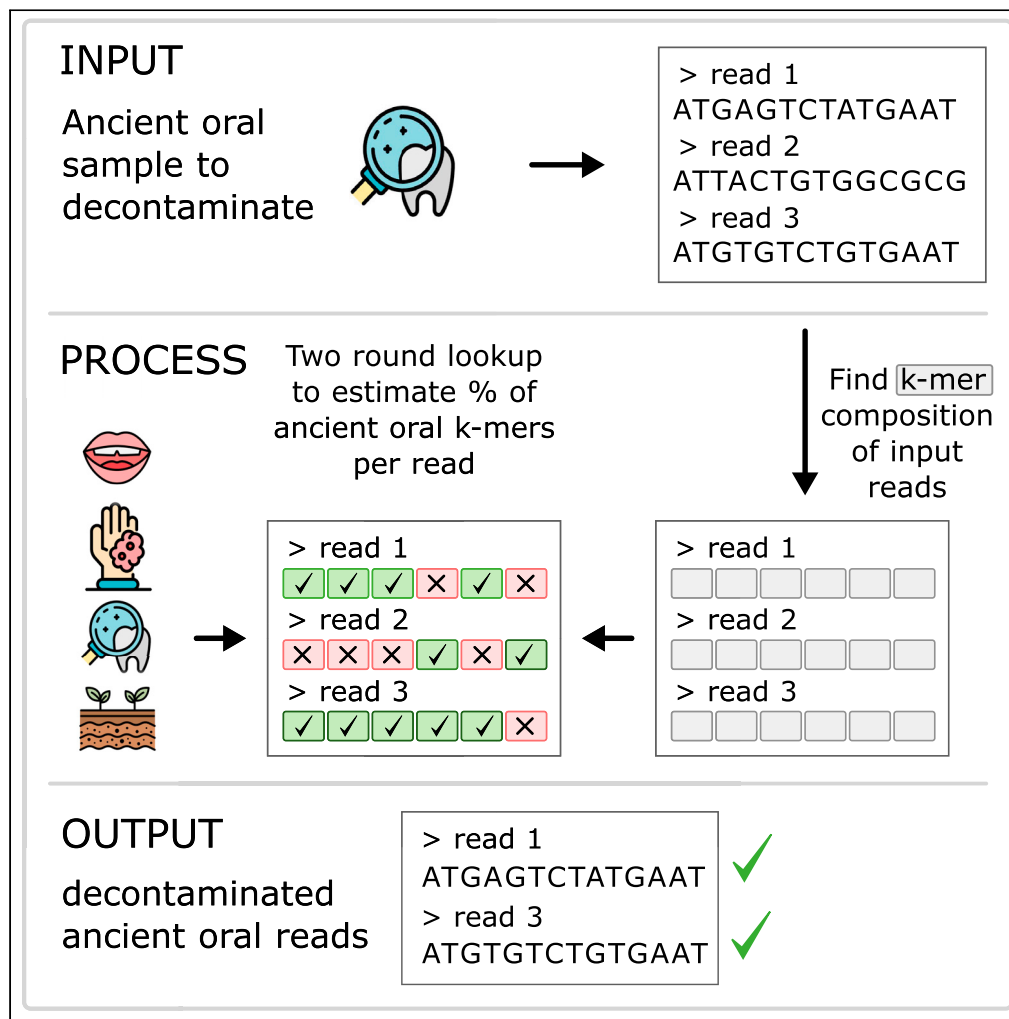 INPUT
Ancient oral
sample to
decontaminate
> read 1
ATGAGTCTATGAAT
> read 2
ATTACTGTGGCGCG
> read 3
ATGTGTCTGTGAAT
PROCESS
Two round lookup
to estimate % of
ancient oral k-mers
per read
Find k-mer
composition
of input
reads
> read 1
> read 2
> read 3
> read 1
> read 2
> read 3
OUTPUT
decontaminated
ancient oral reads
> read 1
ATGAGTCTATGAAT
> read 3
ATGTGTCTGTGAAT